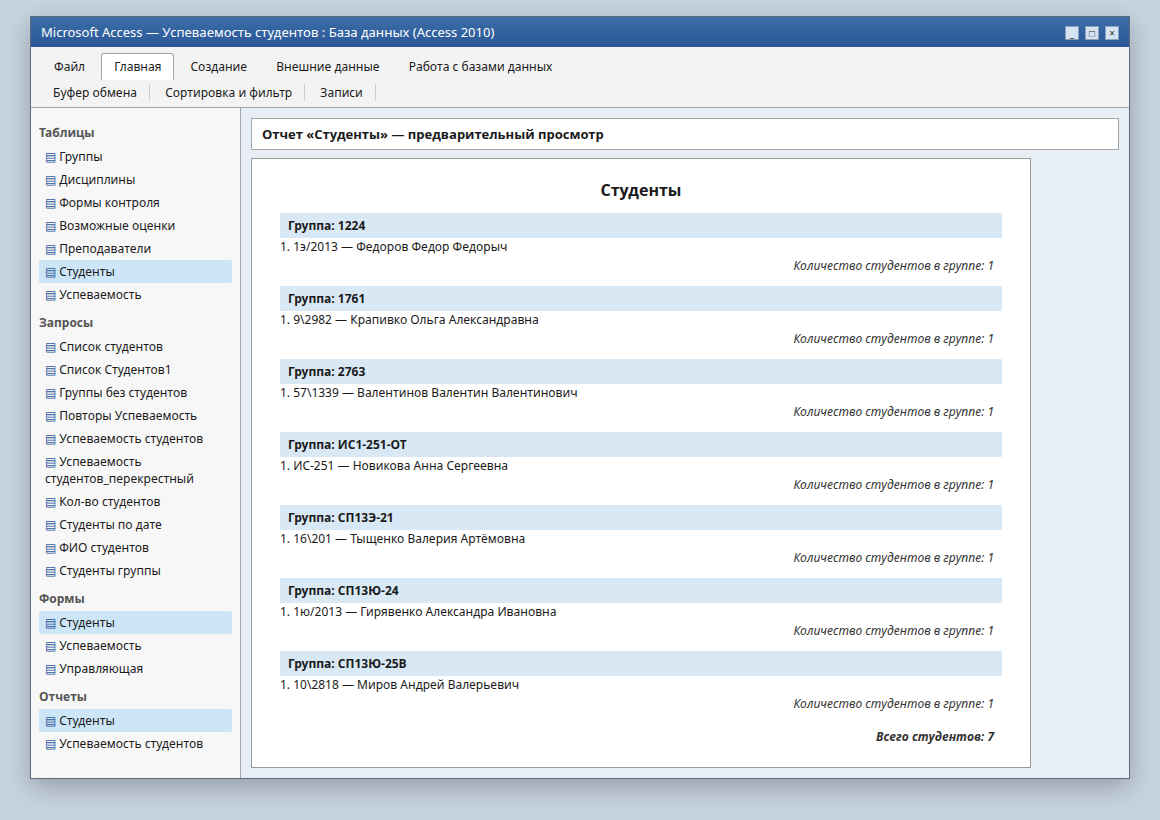 Microsoft Access — Успеваемость студентов : База данных (Access 2010)
Файл Главная Создание Внешние данные Работа с базами данных
Буфер обмена Сортировка и фильтр Записи
Таблицы
Группы
Дисциплины
Формы контроля
Возможные оценки
Преподаватели
Студенты
Успеваемость
Запросы
Список студентов
Список Студентов1
Группы без студентов
Повторы Успеваемость
Успеваемость студентов
Успеваемость
студентов_перекрестный
Кол-во студентов
Студенты по дате
ФИО студентов
Студенты группы
Формы
Студенты
Успеваемость
Управляющая
Отчеты
Студенты
Успеваемость студентов
Отчет «Студенты» — предварительный просмотр
Студенты
Группа: 1224
1. 1э/2013 — Федоров Федор Федорыч
Количество студентов в группе: 1
Группа: 1761
1. 9\2982 — Крапивко Ольга Александравна
Количество студентов в группе: 1
Группа: 2763
1. 57\1339 — Валентинов Валентин Валентинович
Количество студентов в группе: 1
Группа: ИС1-251-ОТ
1. ИС-251 — Новикова Анна Сергеевна
Количество студентов в группе: 1
Группа: СП13Э-21
1. 16\201 — Тыщенко Валерия Артёмовна
Количество студентов в группе: 1
Группа: СП13Ю-24
1. 1ю/2013 — Гирявенко Александра Ивановна
Количество студентов в группе: 1
Группа: СП13Ю-25В
1. 10\2818 — Миров Андрей Валерьевич
Количество студентов в группе: 1
Всего студентов: 7